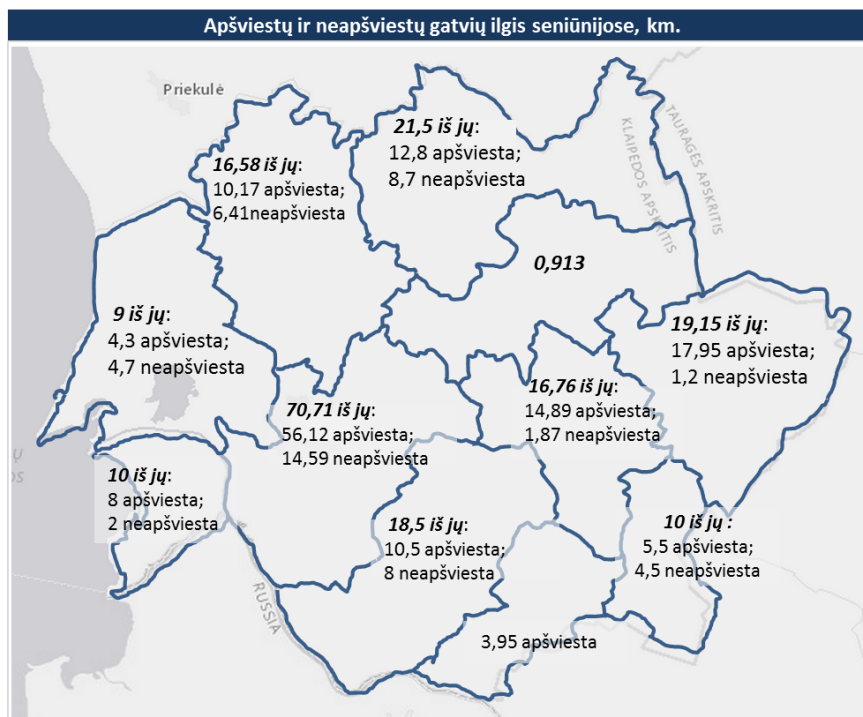 Apšviestų ir neapšviestų gatvių ilgis seniūnijose, km.
Priekulė
21,5 iš jų:
12,8 apšviesta;
8,7 neapšviesta
KLAIPĖDOS APSKRITIS
TAURAGĖS APSKRITIS
16,58 iš jų:
10,17 apšviesta;
6,41neapšviesta
0,913
9 iš jų:
4,3 apšviesta;
4,7 neapšviesta
19,15 iš jų:
17,95 apšviesta;
1,2 neapšviesta
70,71 iš jų:
56,12 apšviesta;
14,59 neapšviesta
16,76 iš jų:
14,89 apšviesta;
1,87 neapšviesta
10 iš jų:
8 apšviesta;
2 neapšviesta
18,5 iš jų:
10,5 apšviesta;
8 neapšviesta
10 iš jų :
5,5 apšviesta;
4,5 neapšviesta
RUSSIA
3,95 apšviesta